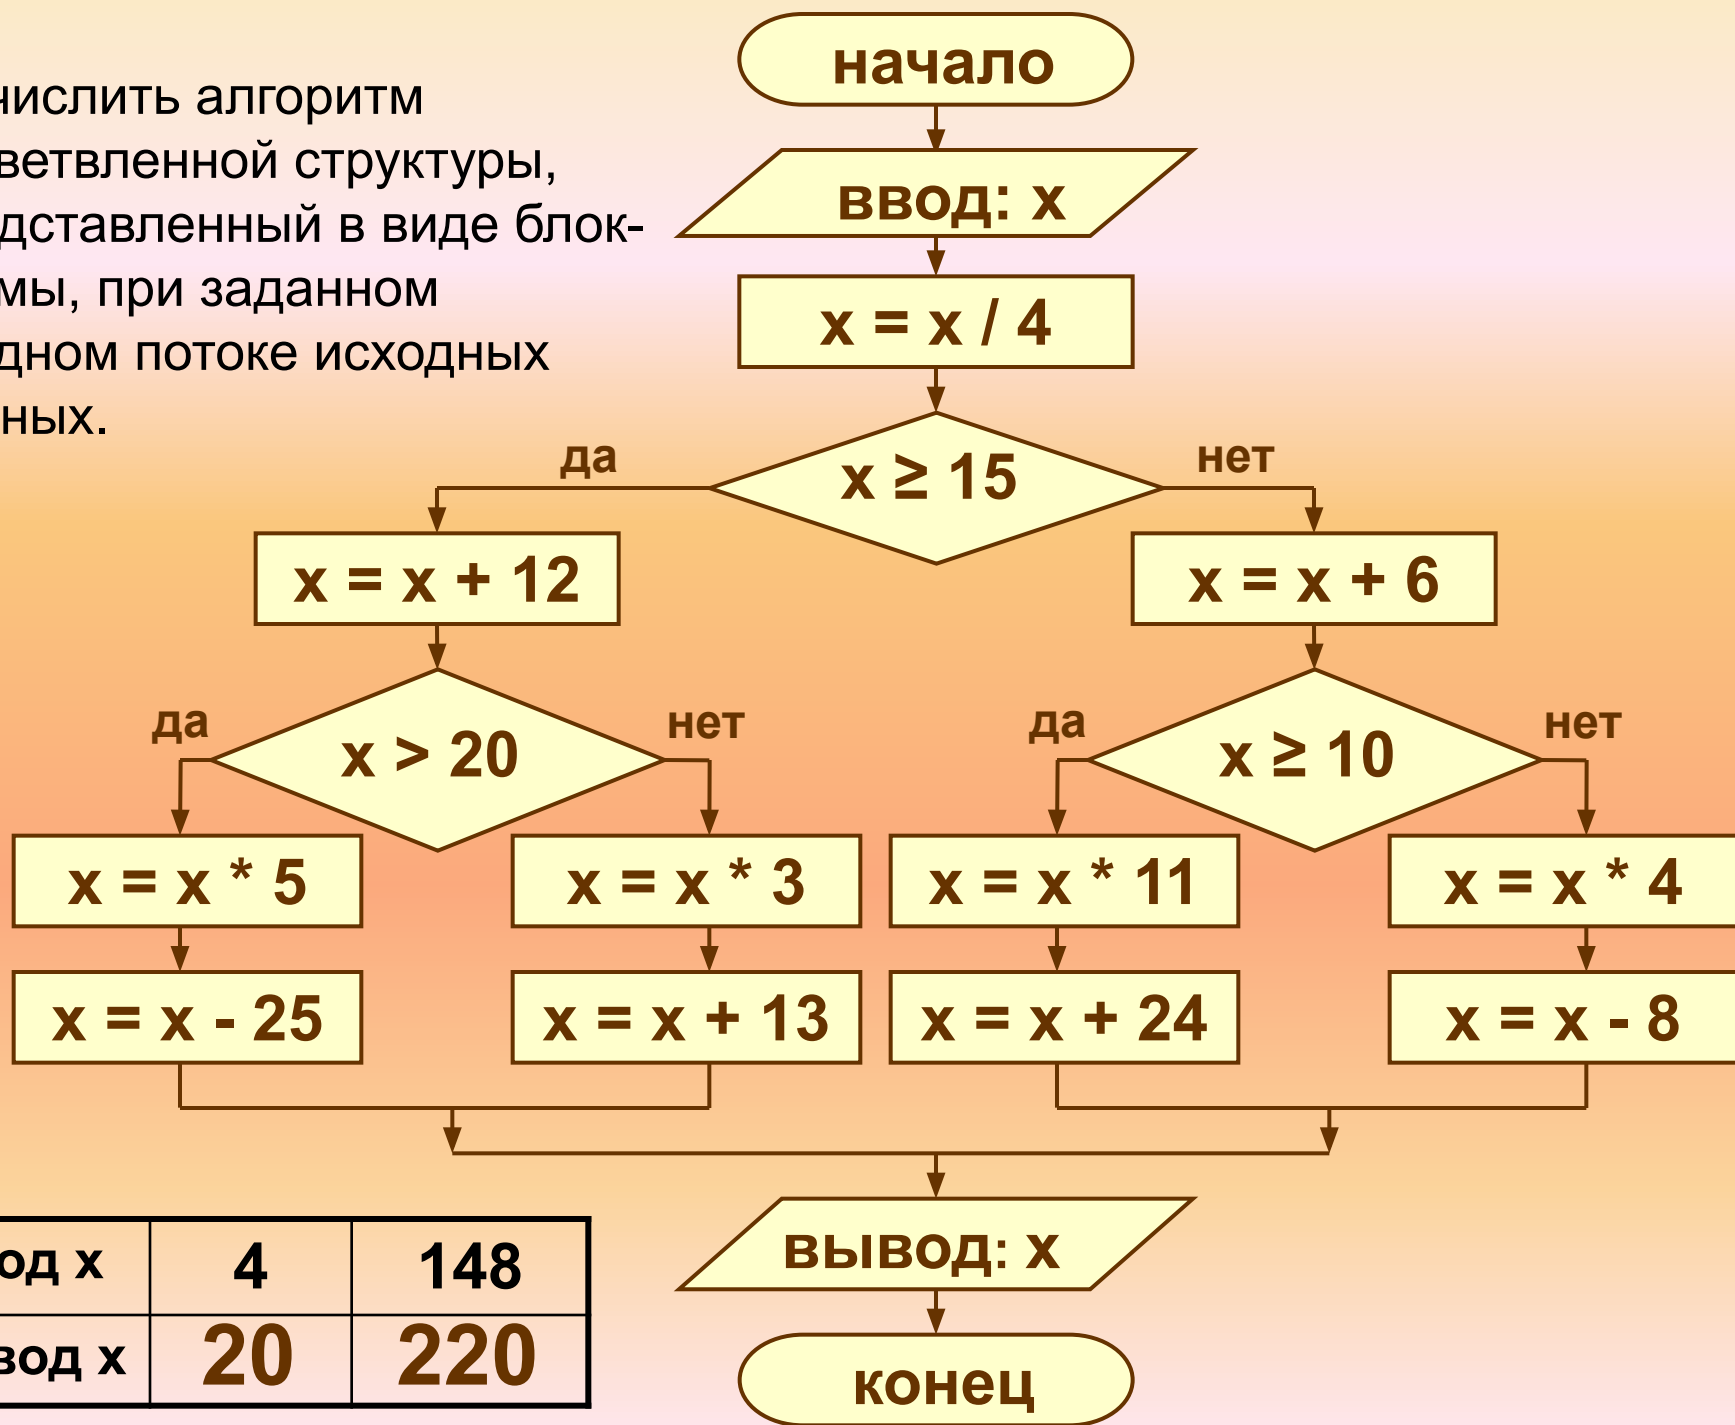 числить алгоритм
ветвленной структуры,
дставленный в виде блок-
мы, при заданном
дном потоке исходных
ных.
начало
ввод: x
x = x / 4
да
x ≥ 15
нет
x = x + 12
x = x + 6
да
x > 20
нет
да
x ≥ 10
нет
x = x * 5
x = x * 3
x = x * 11
x = x * 4
x = x - 25
x = x + 13
x = x + 24
x = x - 8
вывод: x
конец
од x 4 148
вод x 20 220